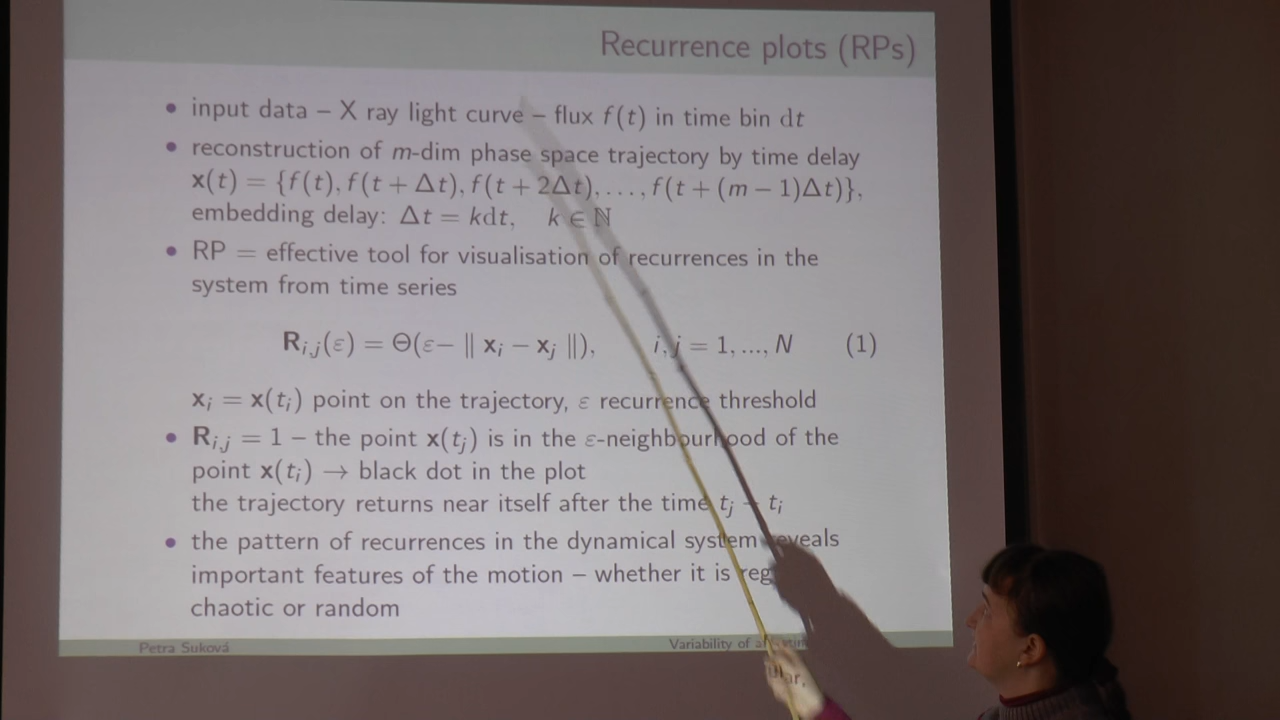 Recurrence plots (RPs)
• input data – X ray light curve – flux f(t) in time bin dt
• reconstruction of m-dim phase space trajectory by time delay
x(t) = {f(t), f(t + Δt), f(t + 2Δt), . . . , f(t + (m − 1)Δt)},
embedding delay: Δt = kdt, k ∈ ℕ
• RP = effective tool for visualisation of recurrences in the
system from time series
R_{i,j}(ε) = Θ(ε− ∥ x_i − x_j ∥), i, j = 1, ..., N (1)
x_i = x(t_i) point on the trajectory, ε recurrence threshold
• R_{i,j} = 1 – the point x(t_j) is in the ε-neighbourhood of the
point x(t_i) → black dot in the plot
the trajectory returns near itself after the time t_j − t_i
• the pattern of recurrences in the dynamical system reveals
important features of the motion – whether it is regular,
chaotic or random
Petra Suková Variability of